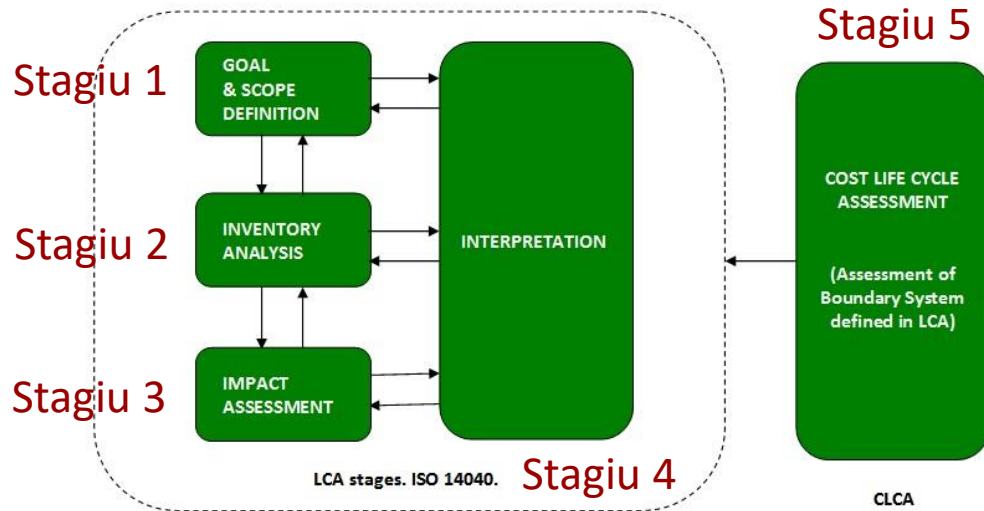 Stagiu 5
Stagiu 1
GOAL
& SCOPE
DEFINITION
Stagiu 2
INVENTORY
ANALYSIS
INTERPRETATION
COST LIFE CYCLE
ASSESSMENT
(Assessment of
Boundary System
defined in LCA)
Stagiu 3
IMPACT
ASSESSMENT
LCA stages. ISO 14040.
Stagiu 4
CLCA